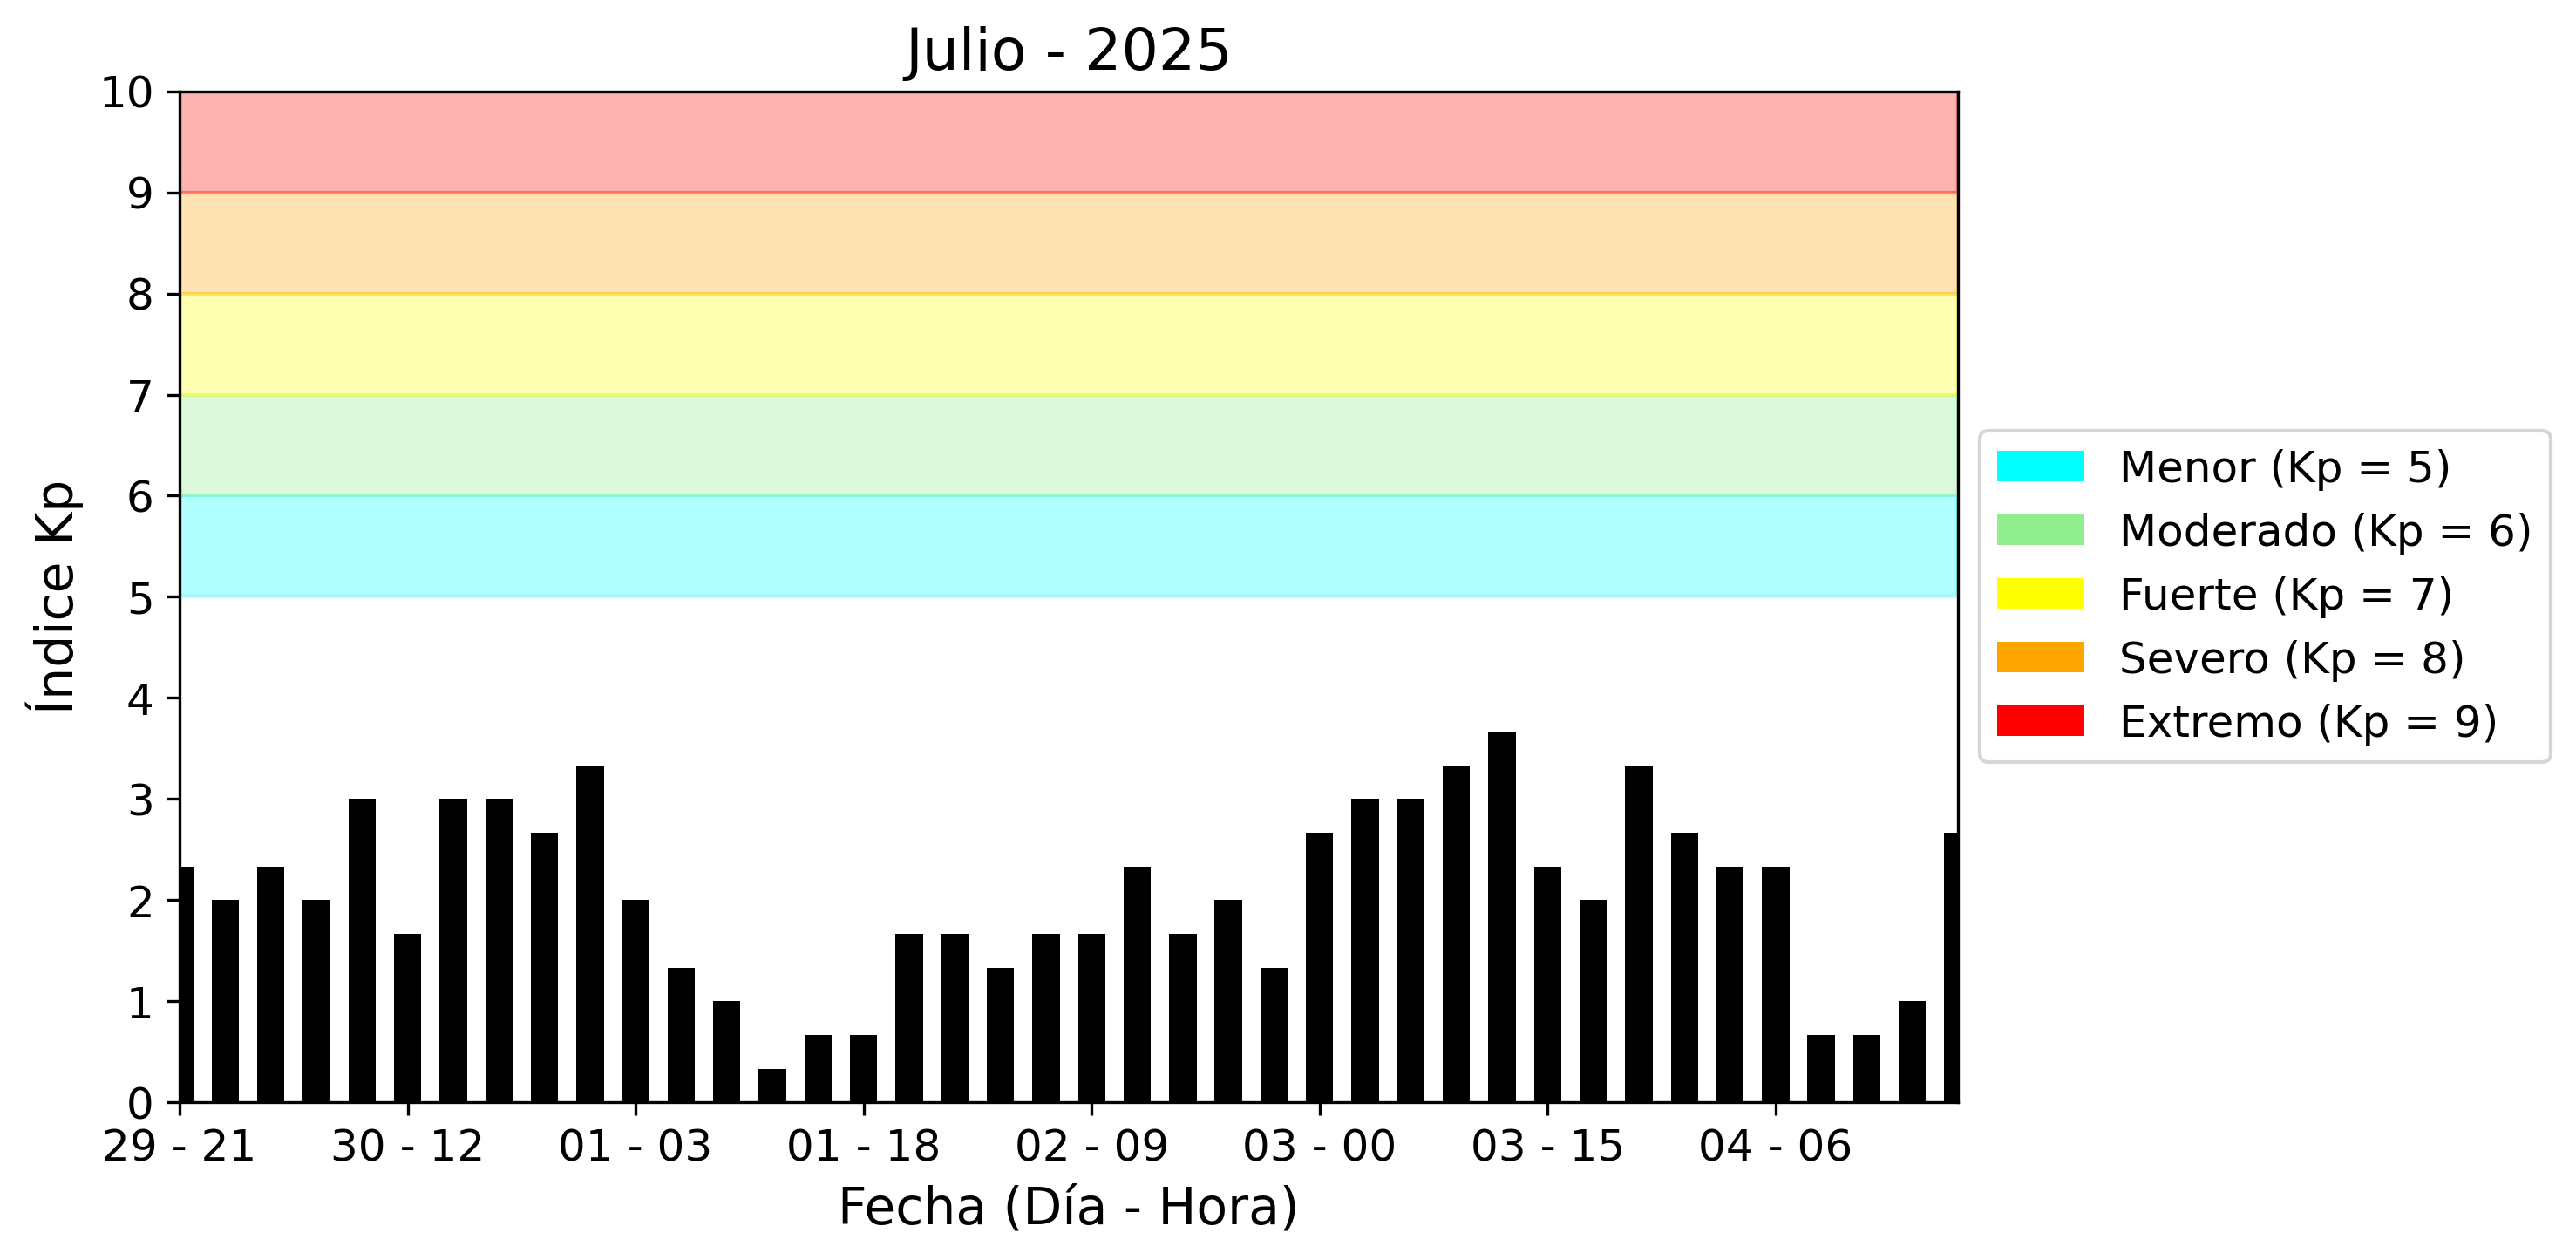 Julio - 2025
10
9
8
7
6
5
4
3
2
1
0
Índice Kp
29 - 21 30 - 12 01 - 03 01 - 18 02 - 09 03 - 00 03 - 15 04 - 06
Fecha (Día - Hora)
Menor (Kp = 5)
Moderado (Kp = 6)
Fuerte (Kp = 7)
Severo (Kp = 8)
Extremo (Kp = 9)